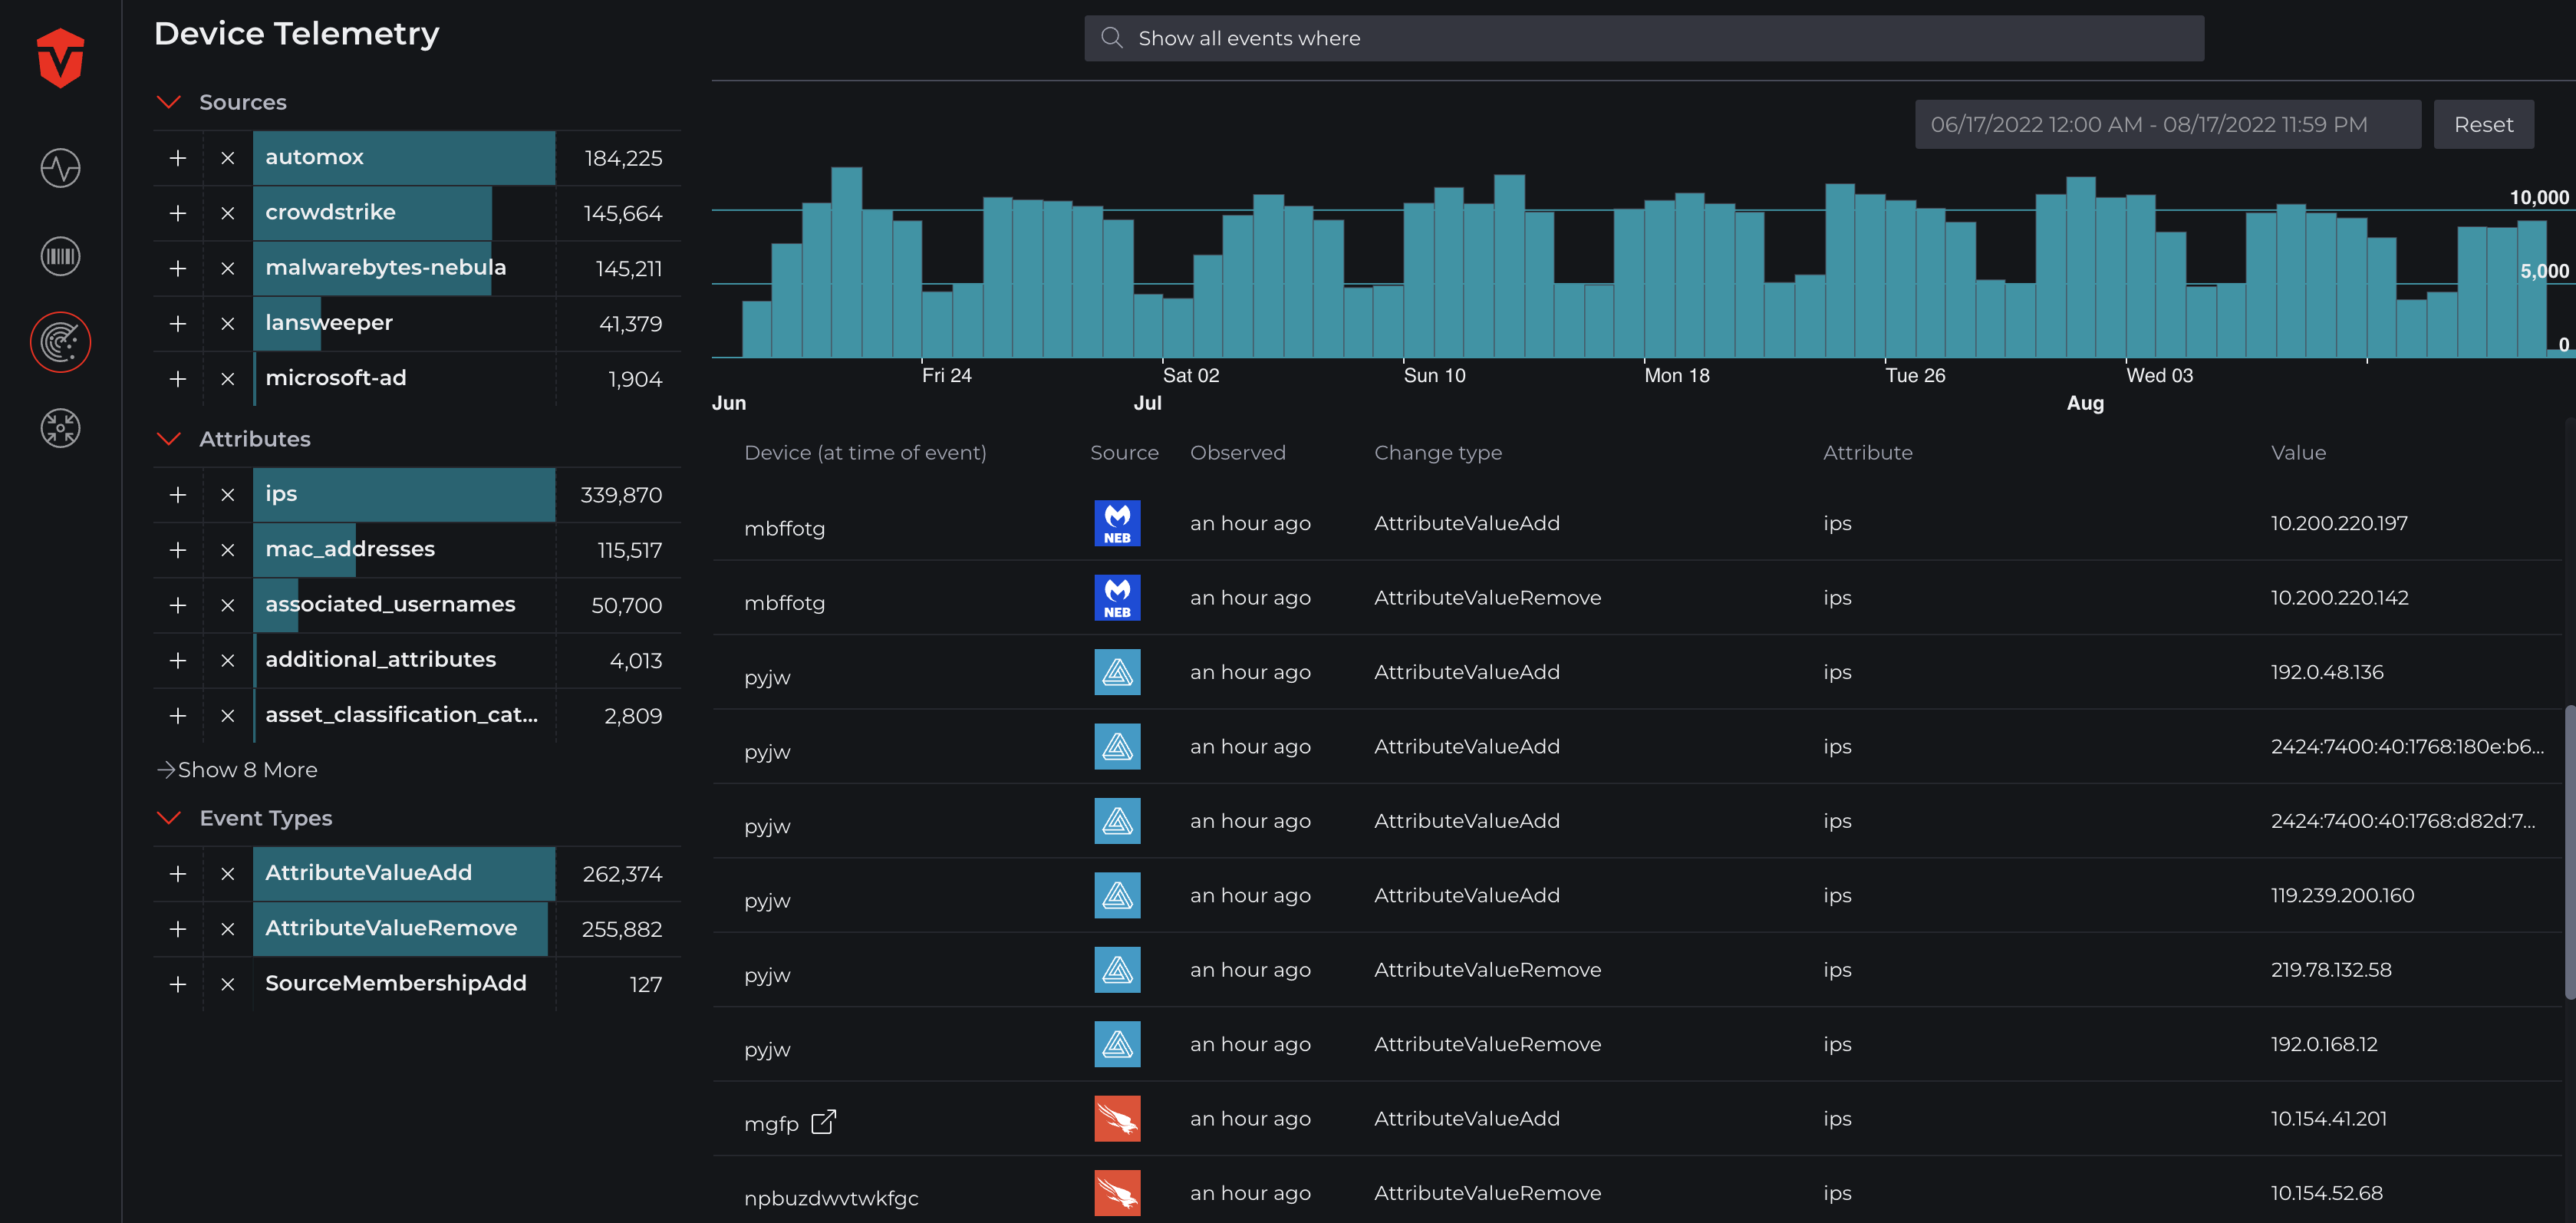 Device Telemetry
Show all events where
Sources
automox 184,225
crowdstrike 145,664
malwarebytes-nebula 145,211
lansweeper 41,379
microsoft-ad 1,904
Attributes
ips 339,870
mac_addresses 115,517
associated_usernames 50,700
additional_attributes 4,013
asset_classification_cat... 2,809
Show 8 More
Event Types
AttributeValueAdd 262,374
AttributeValueRemove 255,882
SourceMembershipAdd 127
06/17/2022 12:00 AM - 08/17/2022 11:59 PM
Reset
10,000
5,000
0
Fri 24 Sat 02 Sun 10 Mon 18 Tue 26 Wed 03
Jun Jul Aug
Device (at time of event) Source Observed Change type Attribute Value
mbffotg NEB an hour ago AttributeValueAdd ips 10.200.220.197
mbffotg NEB an hour ago AttributeValueRemove ips 10.200.220.142
pyjw an hour ago AttributeValueAdd ips 192.0.48.136
pyjw an hour ago AttributeValueAdd ips 2424:7400:40:1768:180e:b6...
pyjw an hour ago AttributeValueAdd ips 2424:7400:40:1768:d82d:7...
pyjw an hour ago AttributeValueAdd ips 119.239.200.160
pyjw an hour ago AttributeValueRemove ips 219.78.132.58
pyjw an hour ago AttributeValueRemove ips 192.0.168.12
mgfp an hour ago AttributeValueAdd ips 10.154.41.201
npbuzdwvtwkfgc an hour ago AttributeValueRemove ips 10.154.52.68